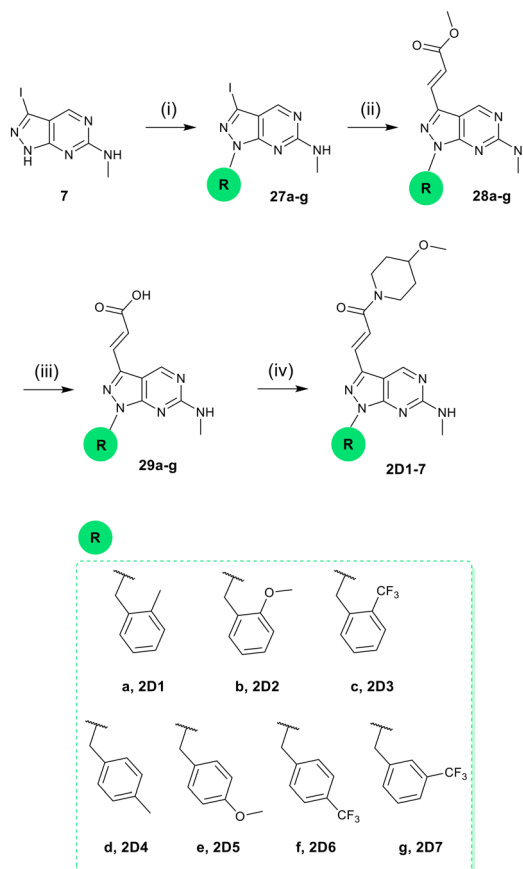 (i)
(ii)
I
N
N
N
H
N
NH
7
I
N
N
N
N
NH
R
27a-g
O
O
N
N
N
N
N
R
28a-g
(iii)
(iv)
O
OH
N
N
N
N
NH
R
29a-g
O
N
O
N
N
N
N
NH
R
2D1-7
R
O
CF3
a, 2D1
b, 2D2
c, 2D3
O
CF3
CF3
d, 2D4
e, 2D5
f, 2D6
g, 2D7